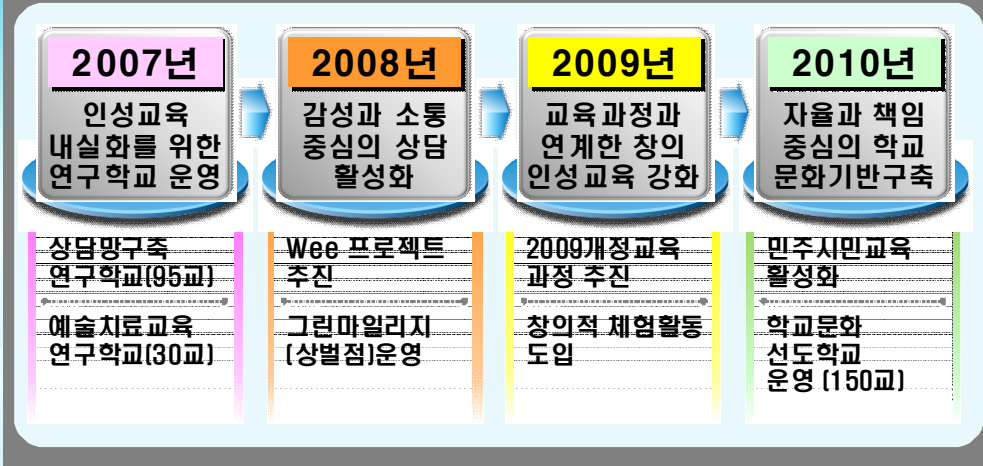 2007년
인성교육
내실화를 위한
연구학교 운영
상담망구축
연구학교(95교)
예술치료교육
연구학교(30교)
2008년
감성과 소통
중심의 상담
활성화
Wee 프로젝트
추진
그린마일리지
(상벌점)운영
2009년
교육과정과
연계한 창의
인성교육 강화
2009개정교육
과정 추진
창의적 체험활동
도입
2010년
자율과 책임
중심의 학교
문화기반구축
민주시민교육
활성화
학교문화
선도학교
운영 (150교)